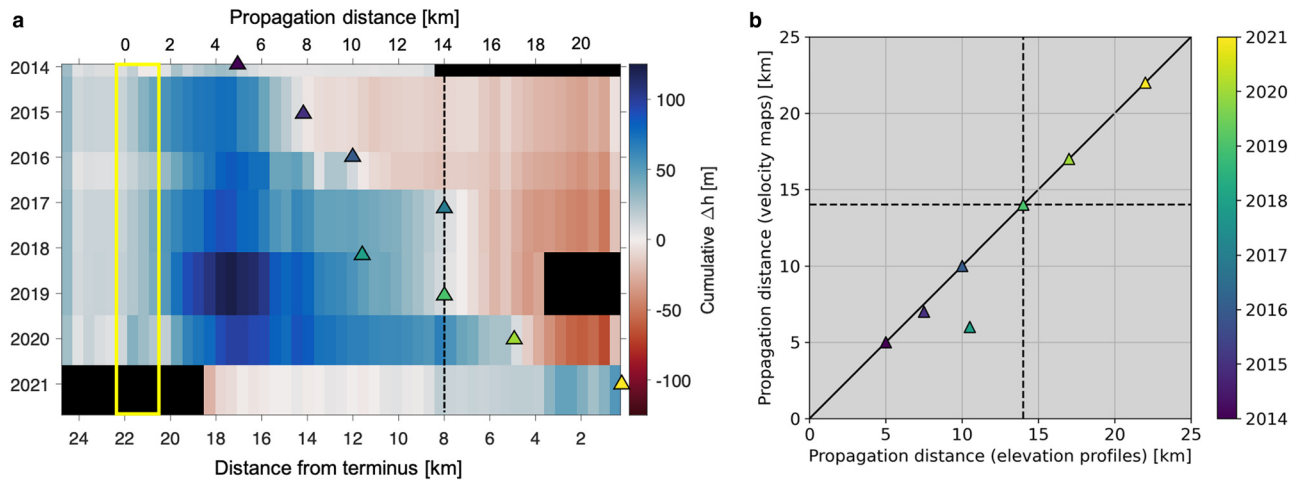 a
Propagation distance [km]
0 2 4 6 8 10 12 14 16 18 20
2014
2015
2016
2017
2018
2019
2020
2021
24 22 20 18 16 14 12 10 8 6 4 2
Distance from terminus [km]
100
50
0
-50
-100
Cumulative Δh [m]
b
25
20
15
10
5
0
Propagation distance (velocity maps) [km]
0 5 10 15 20 25
Propagation distance (elevation profiles) [km]
2021
2020
2019
2018
2017
2016
2015
2014